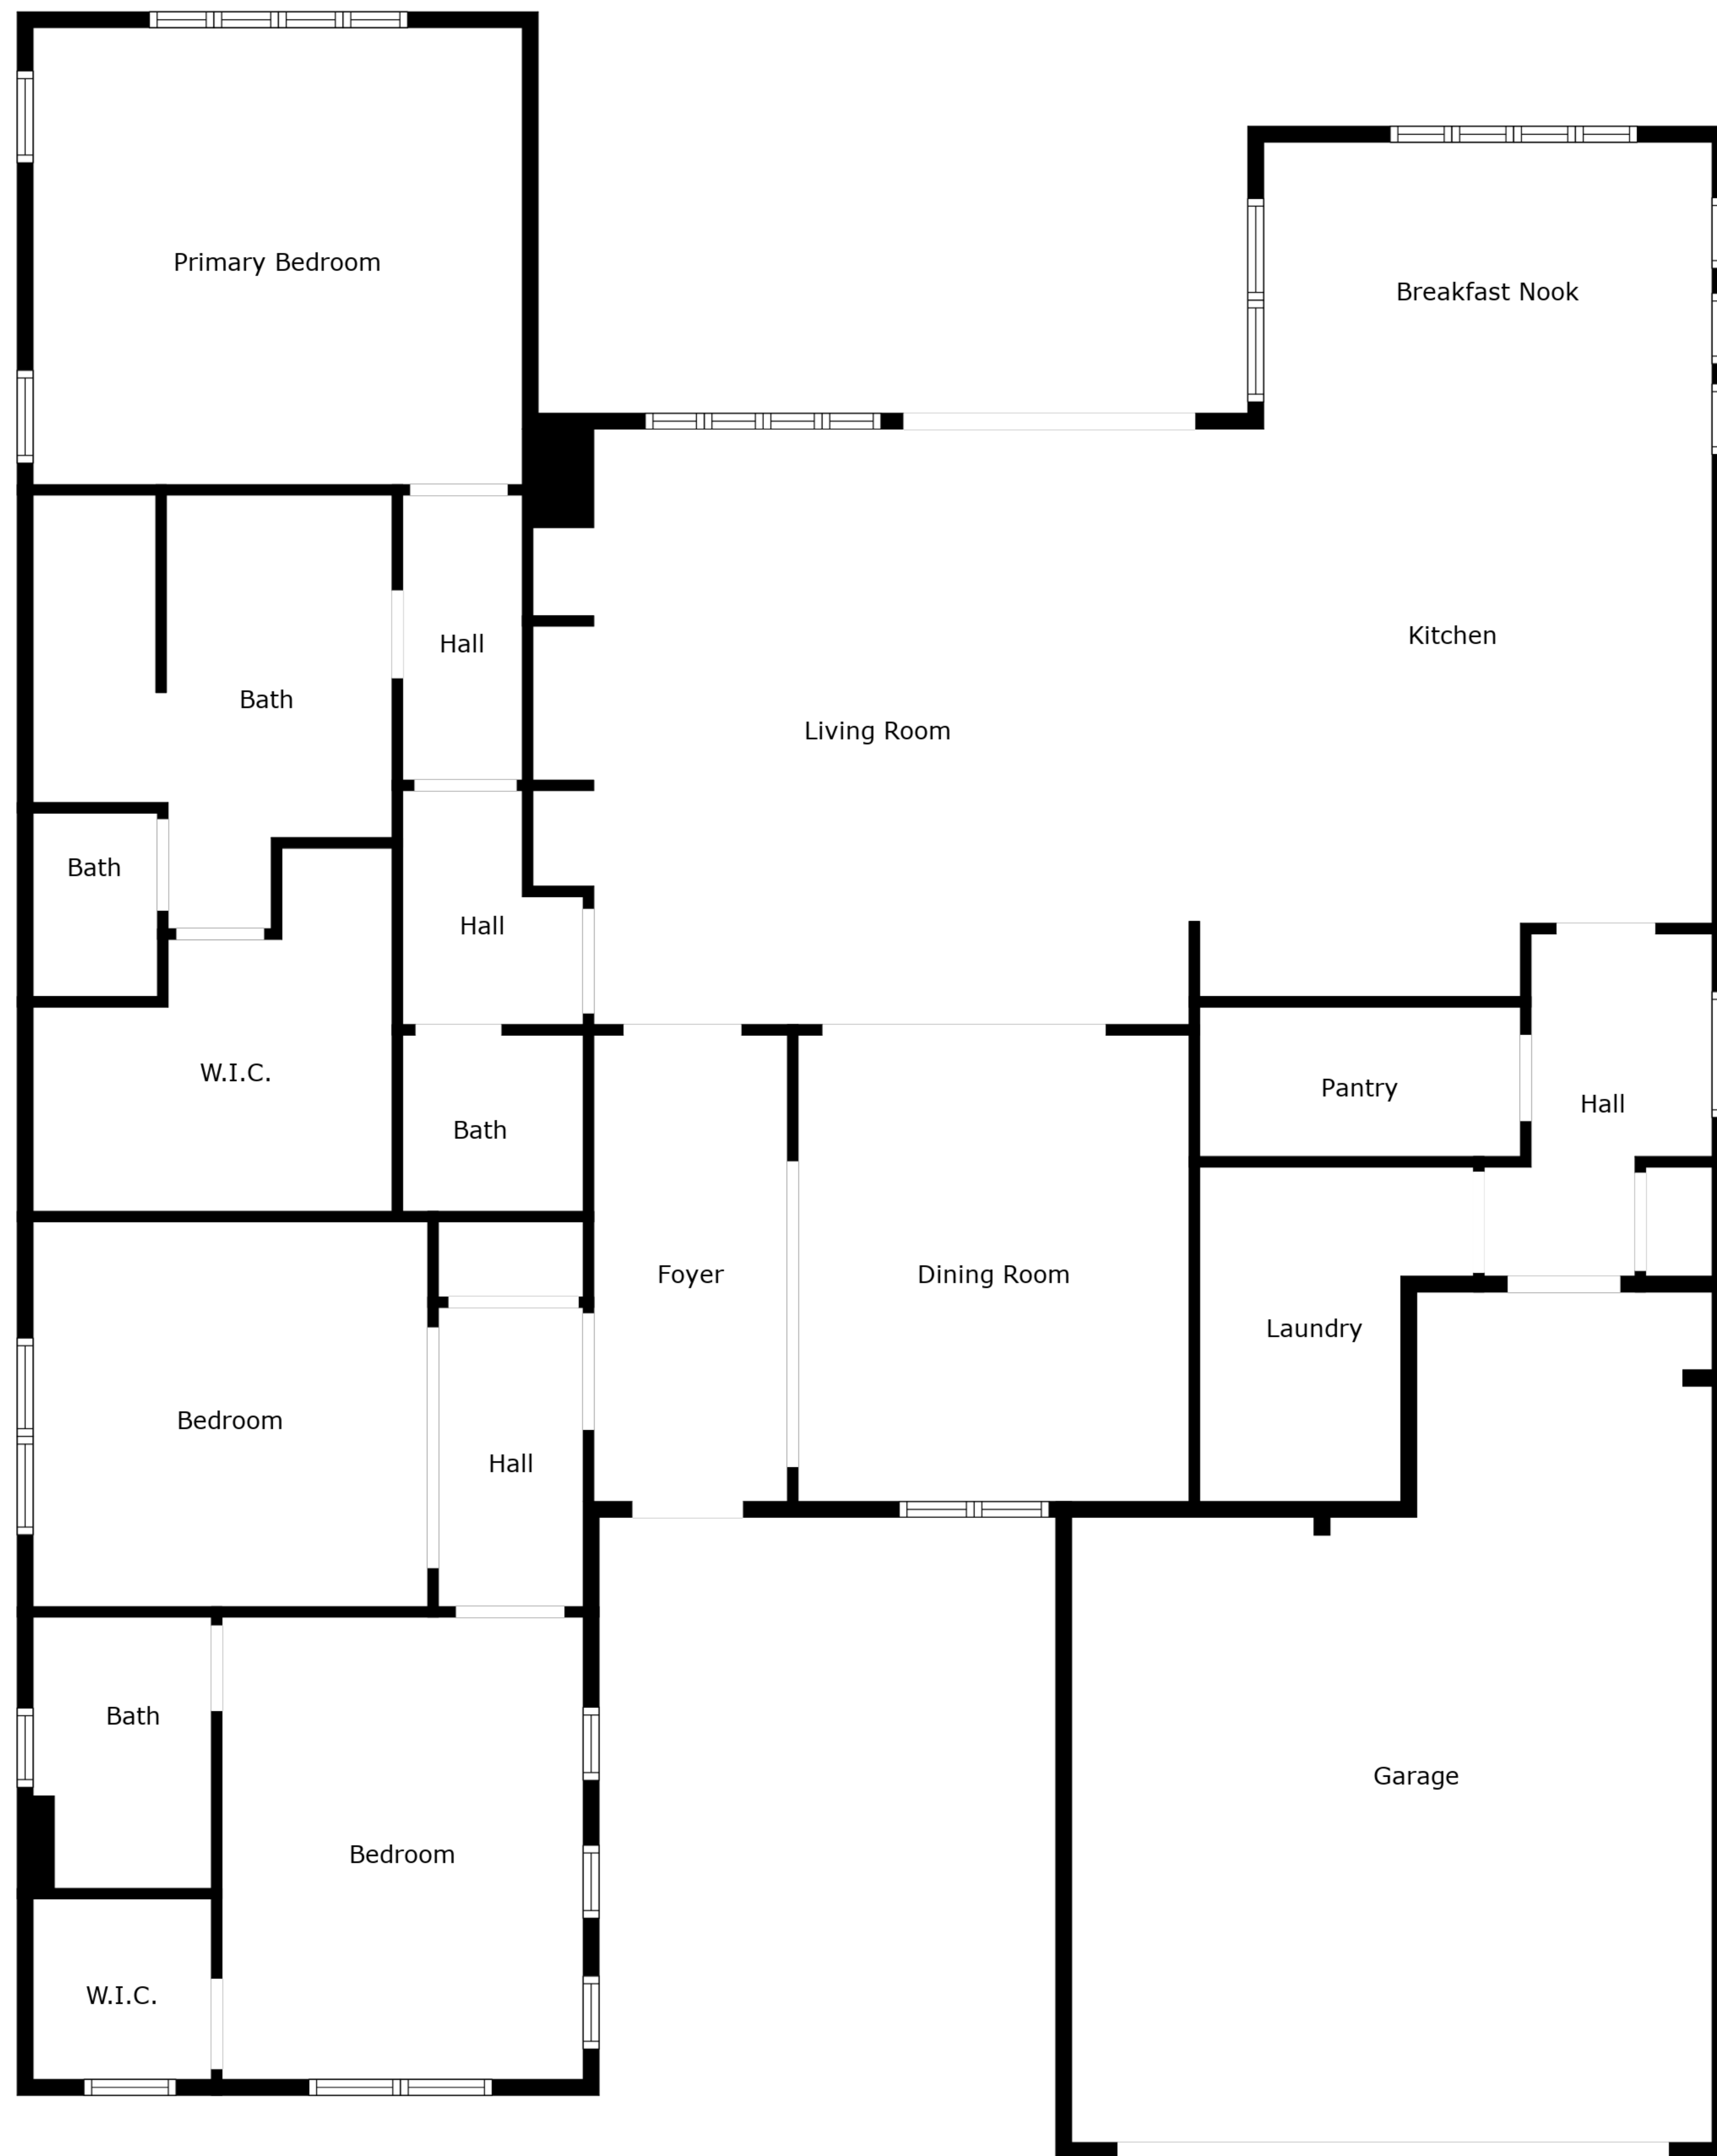 Primary Bedroom
Breakfast Nook
Kitchen
Hall
Bath
Living Room
Bath
Hall
W.I.C.
Pantry
Hall
Bath
Foyer
Dining Room
Laundry
Bedroom
Hall
Bath
Garage
Bedroom
W.I.C.